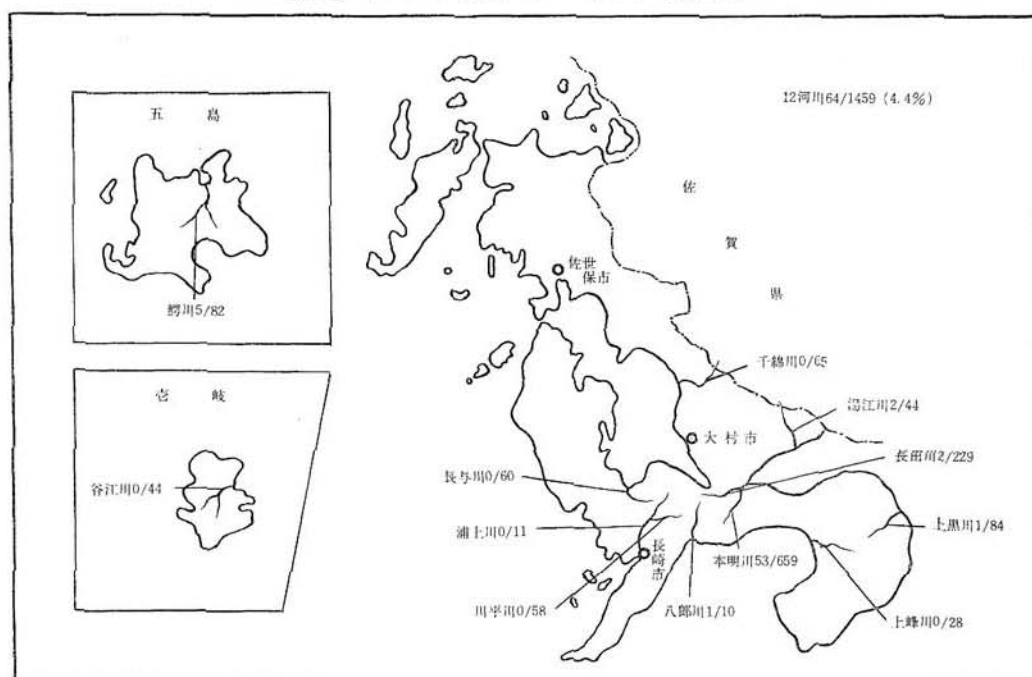 12河川64/1459 (4.4%)
五島
鰐川5/82
壱岐
谷江川0/44
佐賀県
佐世
保市
千綿川0/65
湯江川2/44
大村市
長田川2/229
長与川0/60
上黒川1/84
浦上川0/11
長崎市
本明川53/659
川平川0/58
八郎川1/10
上峰川0/28